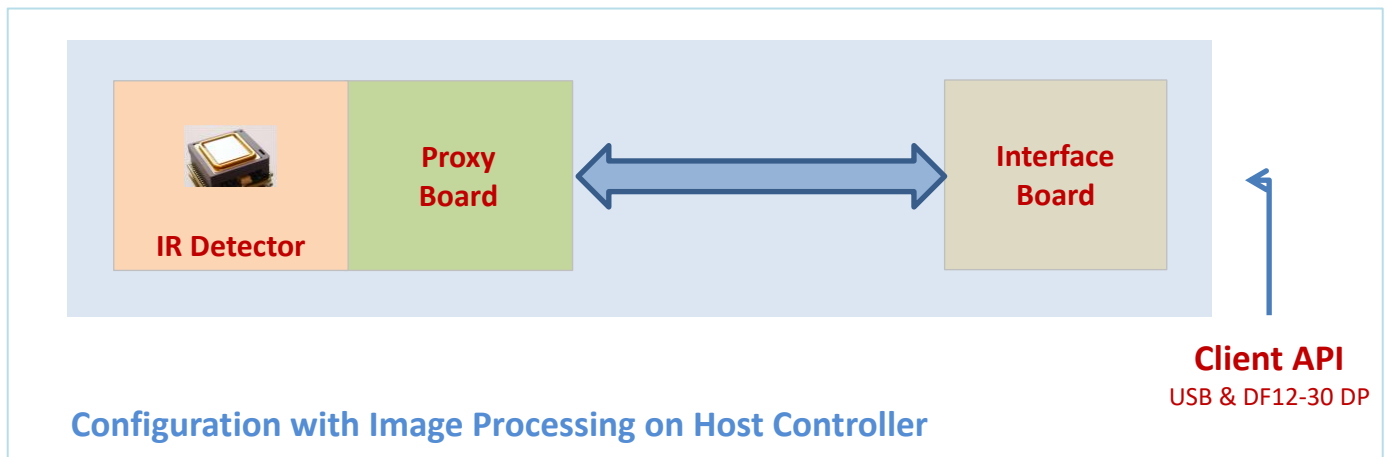 IR Detector
Proxy
Board
Interface
Board
Client API
USB & DF12-30 DP
Configuration with Image Processing on Host Controller